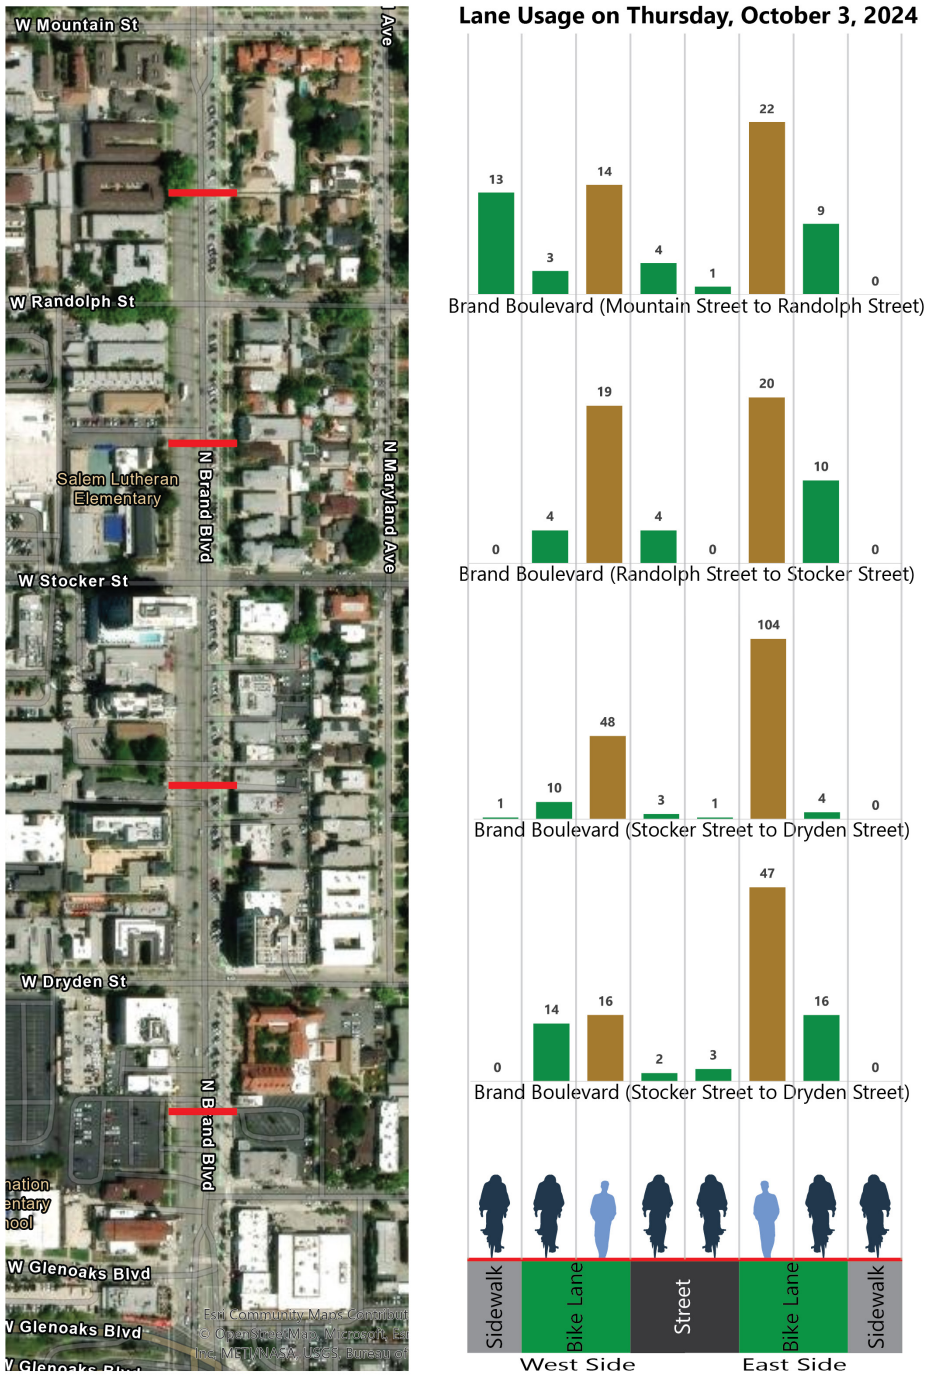 W Mountain St
Ave
W Randolph St
Salem Lutheran
Elementary
N Brand Blvd
N Maryland Ave
W Stocker St
W Dryden St
N Brand Blvd
entary
W Glenoaks Blvd
W Glenoaks Blvd
W Glenoaks Blvd
Esri Community Maps Contribut
© OpenStreetMap, Microsoft, Esr
Inc, METI/NASA, USGS, Bureau of
Lane Usage on Thursday, October 3, 2024
13 3 14 4 1 22 9 0
Brand Boulevard (Mountain Street to Randolph Street)
0 4 19 4 0 20 10 0
Brand Boulevard (Randolph Street to Stocker Street)
1 10 48 3 1 104 4 0
Brand Boulevard (Stocker Street to Dryden Street)
0 14 16 2 3 47 16 0
Brand Boulevard (Stocker Street to Dryden Street)
Sidewalk
Bike Lane
Street
Bike Lane
Sidewalk
West Side
East Side